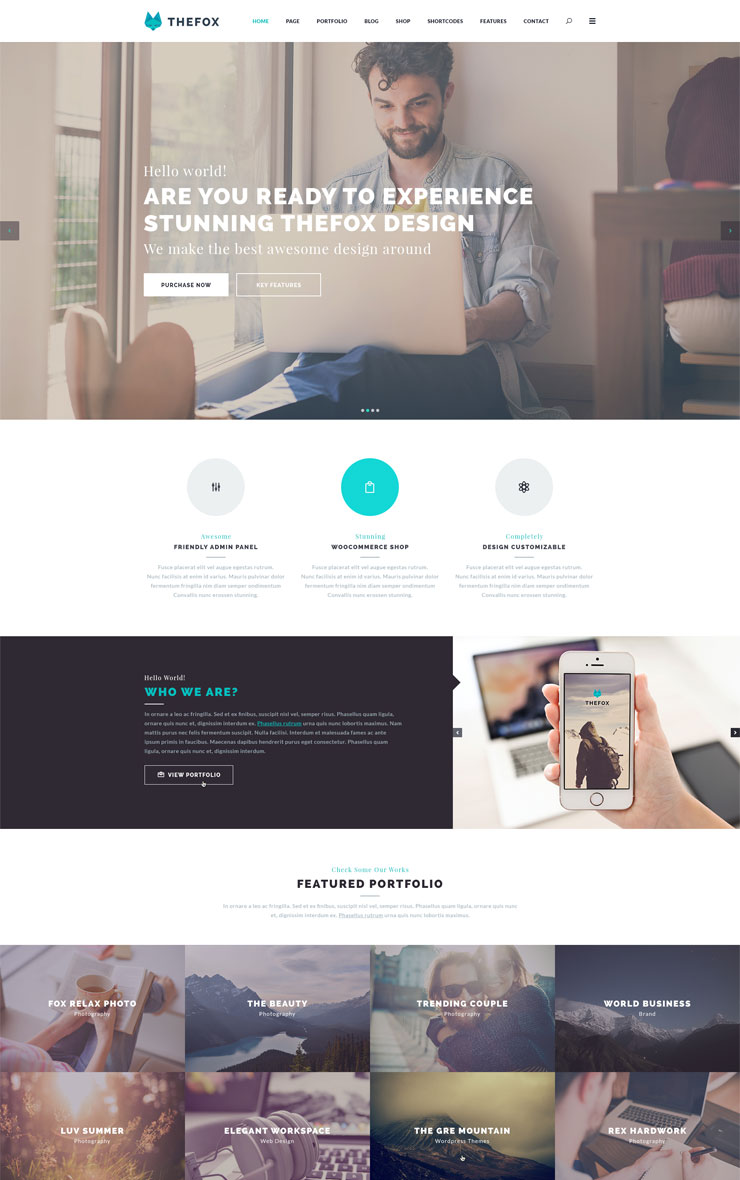 THEFOX
HOME PAGE PORTFOLIO BLOG SHOP SHORTCODES FEATURES CONTACT
Hello world!
ARE YOU READY TO EXPERIENCE
STUNNING THEFOX DESIGN
We make the best awesome design around
PURCHASE NOW
KEY FEATURES
Awesome
FRIENDLY ADMIN PANEL
Fusce placerat elit vel augue egestas rutrum.
Nunc facilisis at enim id varius. Mauris pulvinar dolor
fermentum fringilla nim diam semper ondimentum
Convallis nunc erossen stunning.
Stunning
WOOCOMMERCE SHOP
Fusce placerat elit vel augue egestas rutrum.
Nunc facilisis at enim id varius. Mauris pulvinar dolor
fermentum fringilla nim diam semper ondimentum
Convallis nunc erossen stunning.
Completely
DESIGN CUSTOMIZABLE
Fusce placerat elit vel augue egestas rutrum.
Nunc facilisis at enim id varius. Mauris pulvinar dolor
fermentum fringilla nim diam semper ondimentum
Convallis nunc erossen stunning.
Hello World!
WHO WE ARE?
In ornare a leo ac fringilla. Sed et ex finibus, suscipit nisl vel, semper risus. Phasellus quam ligula,
ornare quis nunc et, dignissim interdum ex. Phasellus rutrum urna quis nunc lobortis maximus. Nam
mattis purus nec felis fermentum suscipit. Nulla facilisi. Interdum et malesuada fames ac ante
ipsum primis in faucibus. Maecenas dapibus hendrerit purus eget consectetur. Phasellus quam
ligula, ornare quis nunc et, dignissim interdum.
VIEW PORTFOLIO
THEFOX
Check Some Our Works
FEATURED PORTFOLIO
In ornare a leo ac fringilla. Sed et ex finibus, suscipit nisl vel, semper risus. Phasellus quam ligula, ornare quis nunc
et, dignissim interdum ex. Phasellus rutrum urna quis nunc lobortis maximus.
FOX RELAX PHOTO
Photography
THE BEAUTY
Photography
TRENDING COUPLE
Photography
WORLD BUSINESS
Brand
LUV SUMMER
Photography
ELEGANT WORKSPACE
Web Design
THE GRE MOUNTAIN
Wordpress Themes
REX HARDWORK
Photography